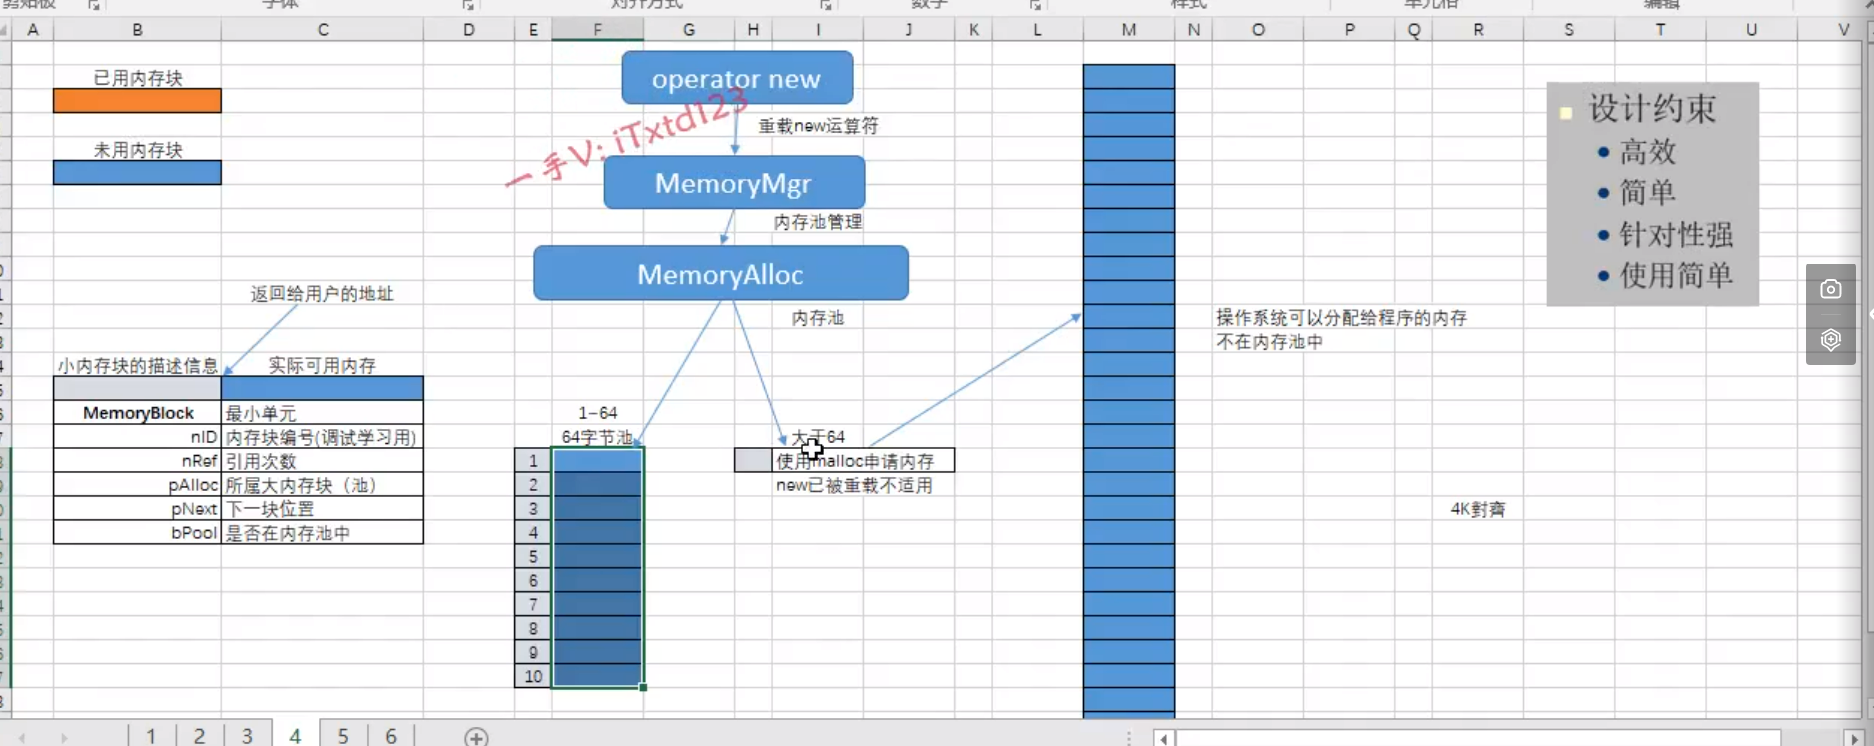 剪贴板
字体
对齐方式
数字
样式
单元格
编辑
A B C D E F G H I J K L M N O P Q R S T U V
已用内存块
未用内存块
operator new
重载new运算符
一手V: iTxtd123
MemoryMgr
内存池管理
MemoryAlloc
内存池
返回给用户的地址
小内存块的描述信息 实际可用内存
MemoryBlock 最小单元
nID 内存块编号(调试学习用)
nRef 引用次数
pAlloc 所属大内存块（池）
pNext 下一块位置
bPool 是否在内存池中
1-64
64字节池
1
2
3
4
5
6
7
8
9
10
大于64
使用malloc申请内存
new已被重载不适用
操作系统可以分配给程序的内存
不在内存池中
4K對齊
设计约束
高效
简单
针对性强
使用简单
1 2 3 4 5 6